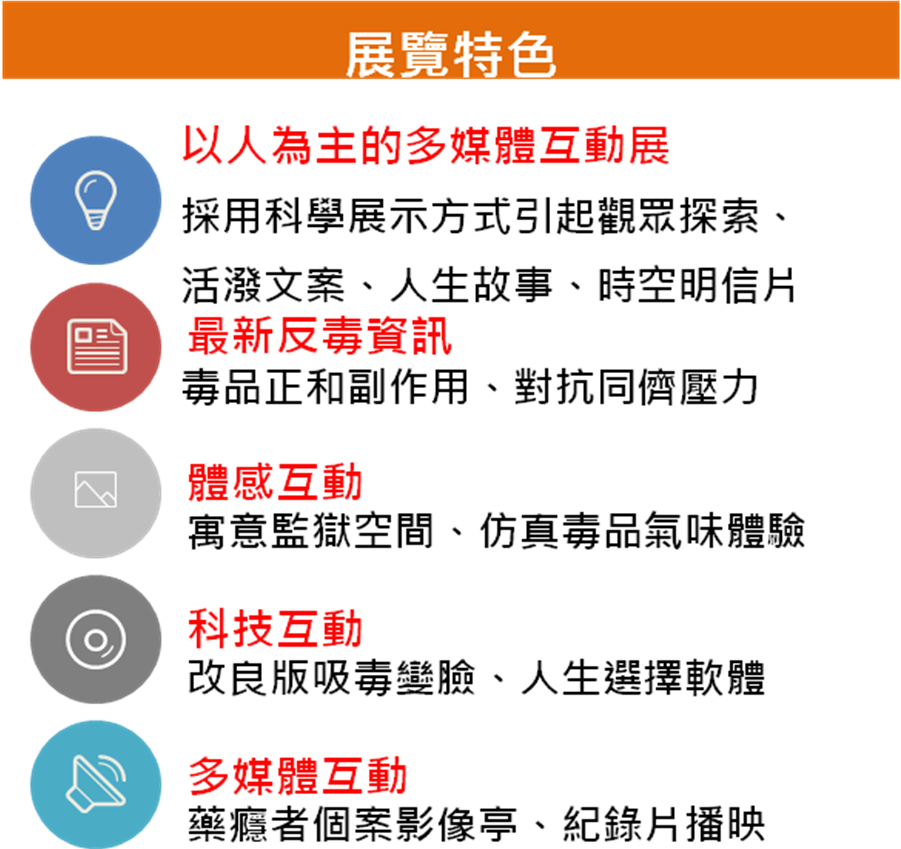 展覽特色
以人為主的多媒體互動展
採用科學展示方式引起觀眾探索、
活潑文案、人生故事、時空明信片
最新反毒資訊
毒品正和副作用、對抗同儕壓力
體感互動
寓意監獄空間、仿真毒品氣味體驗
科技互動
改良版吸毒變臉、人生選擇軟體
多媒體互動
藥癮者個案影像亭、紀錄片播映